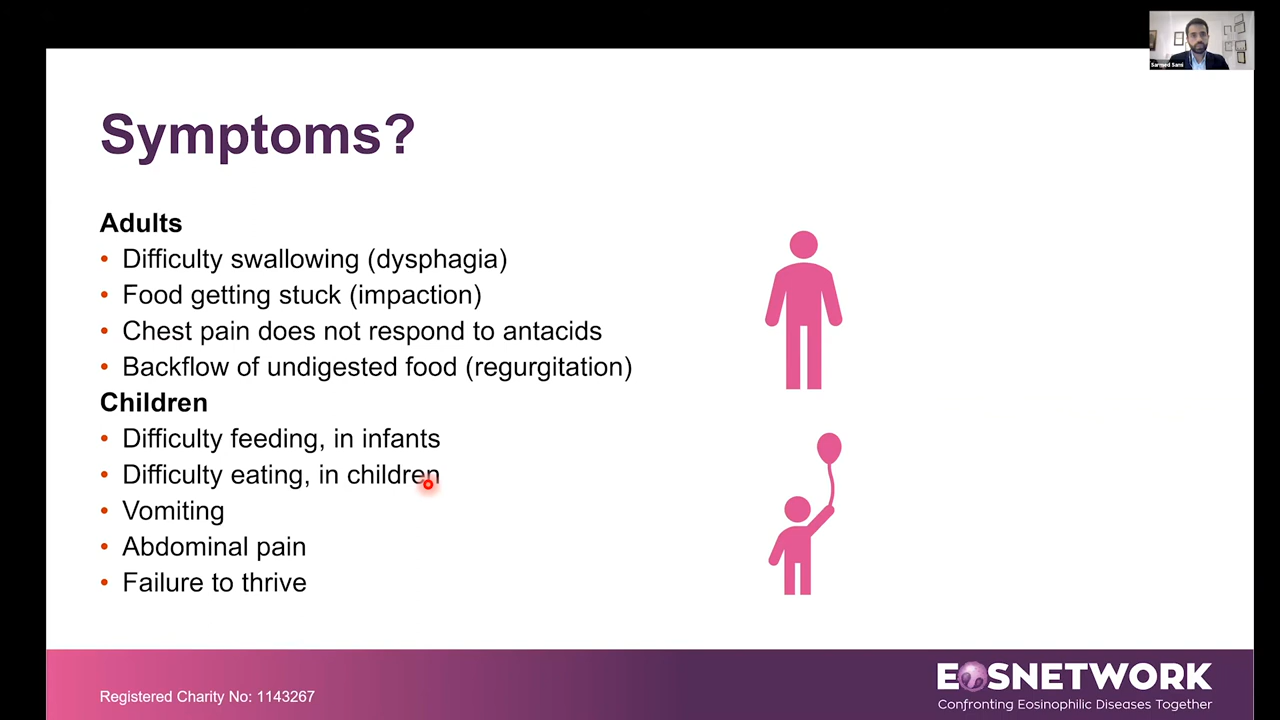 Sarmed Sami
Symptoms?
Adults
• Difficulty swallowing (dysphagia)
• Food getting stuck (impaction)
• Chest pain does not respond to antacids
• Backflow of undigested food (regurgitation)
Children
• Difficulty feeding, in infants
• Difficulty eating, in children
• Vomiting
• Abdominal pain
• Failure to thrive
Registered Charity No: 1143267
EOSNETWORK
Confronting Eosinophilic Diseases Together